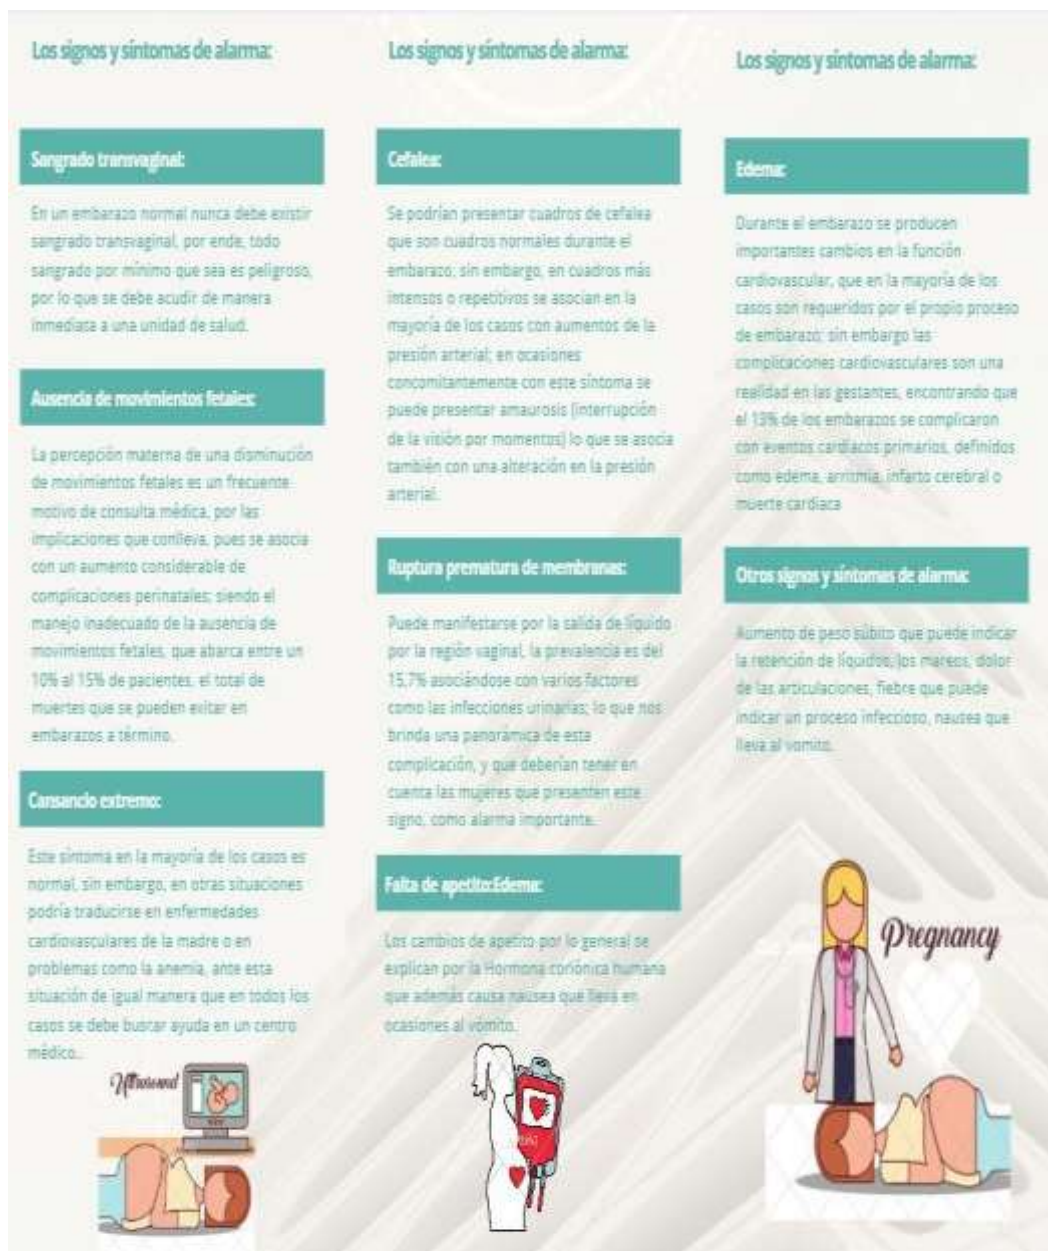 Los signos y síntomas de alarma:
Sangrado transvaginal:
En un embarazo normal nunca debe existir
sangrado transvaginal, por ende, todo
sangrado por mínimo que sea es peligroso,
por lo que se debe acudir de manera
inmediata a una unidad de salud.
Ausencia de movimientos fetales:
La percepción materna de una disminución
de movimientos fetales es un frecuente
motivo de consulta médica, por las
implicaciones que conlleva, pues se asocia
con un aumento considerable de
complicaciones perinatales; siendo el
manejo inadecuado de la ausencia de
movimientos fetales, que abarca entre un
10% al 15% de pacientes, el total de
muertes que se pueden evitar en
embarazos a término.
Cansancio extremo:
Este síntoma en la mayoría de los casos es
normal, sin embargo, en otras situaciones
podría traducirse en enfermedades
cardiovasculares de la madre o en
problemas como la anemia, ante esta
situación de igual manera que en todos los
casos se debe buscar ayuda en un centro
médico..
Ultrasound
Los signos y síntomas de alarma:
Cefalea:
Se podrían presentar cuadros de cefalea
que son cuadros normales durante el
embarazo, sin embargo, en cuadros más
intensos o repetitivos se asocian en la
mayoría de los casos con aumentos de la
presión arterial; en ocasiones
concomitantemente con este síntoma se
puede presentar amaurosis (interrupción
de la visión por momentos) lo que se asocia
también con una alteración en la presión
arterial.
Ruptura prematura de membranas:
Puede manifestarse por la salida de líquido
por la región vaginal, la prevalencia es del
15,7% asociándose con varios factores
como las infecciones urinarias; lo que nos
brinda una panorámica de esta
complicación, y que deberían tener en
cuenta las mujeres que presenten este
signo, como alarma importante.
Falta de apetito:Edema:
Los cambios de apetito por lo general se
explican por la Hormona coriónica humana
que además causa náusea que lleva en
ocasiones al vómito.
Los signos y síntomas de alarma:
Edema:
Durante el embarazo se producen
importantes cambios en la función
cardiovascular, que en la mayoría de los
casos son requeridos por el propio proceso
de embarazo; sin embargo las
complicaciones cardiovasculares son una
realidad en las gestantes, encontrando que
el 13% de los embarazos se complicaron
con eventos cardíacos primarios, definidos
como edema, arritmia, infarto cerebral o
muerte cardiaca
Otros signos y síntomas de alarma:
Aumento de peso súbito que puede indicar
la retención de líquidos, los mareos, dolor
de las articulaciones, fiebre que puede
indicar un proceso infeccioso, nausea que
lleva al vomito.
Pregnancy